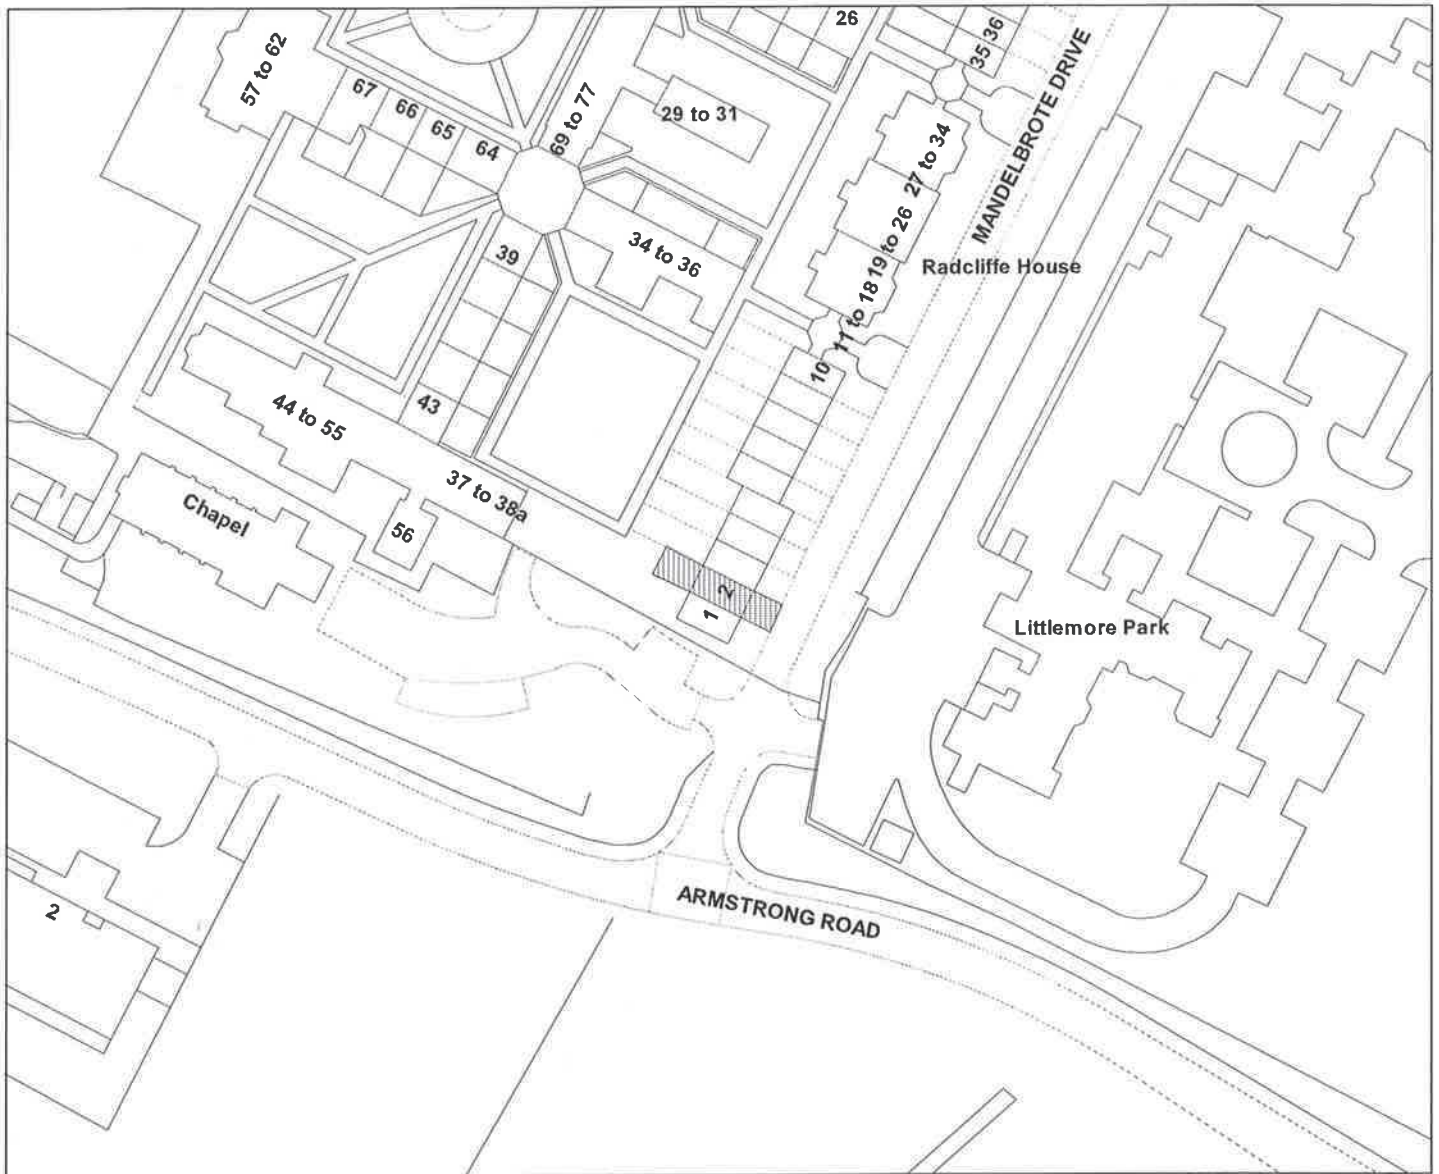 26
35 36
MANDELBROTE DRIVE
57 to 62
67
66
65
64
69 to 77
29 to 31
27 to 34
19 to 26
11 to 18
Radcliffe House
34 to 36
39
10
43
44 to 55
37 to 38a
Chapel
56
2
1
Littlemore Park
ARMSTRONG ROAD
2